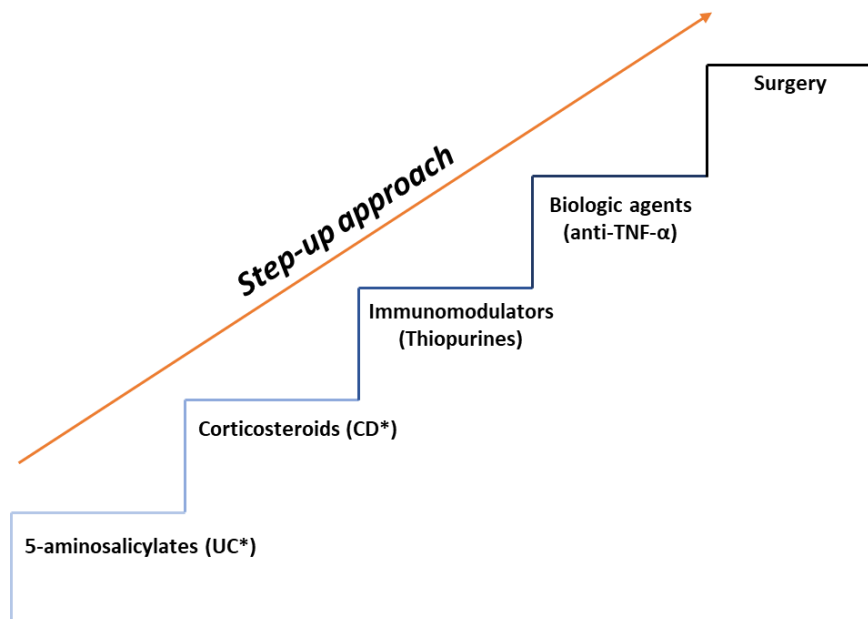 Surgery
Step-up approach
Biologic agents
(anti-TNF-α)
Immunomodulators
(Thiopurines)
Corticosteroids (CD*)
5-aminosalicylates (UC*)